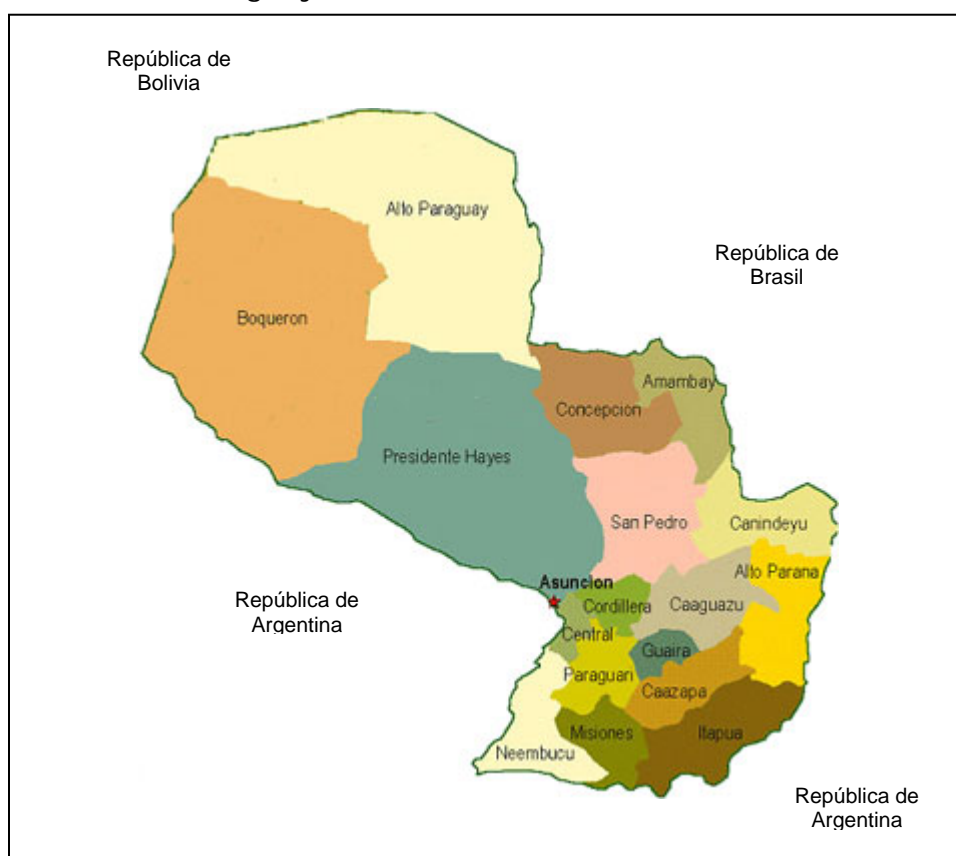 República de
Bolivia
Alto Paraguay
República de
Brasil
Boqueron
Amambay
Concepcion
Presidente Hayes
San Pedro
Canindeyu
Alto Parana
Asuncion
República de
Argentina
Cordillera
Caaguazu
Central
Guaira
Paraguari
Caazapa
Misiones
Itapua
Neembucu
República de
Argentina